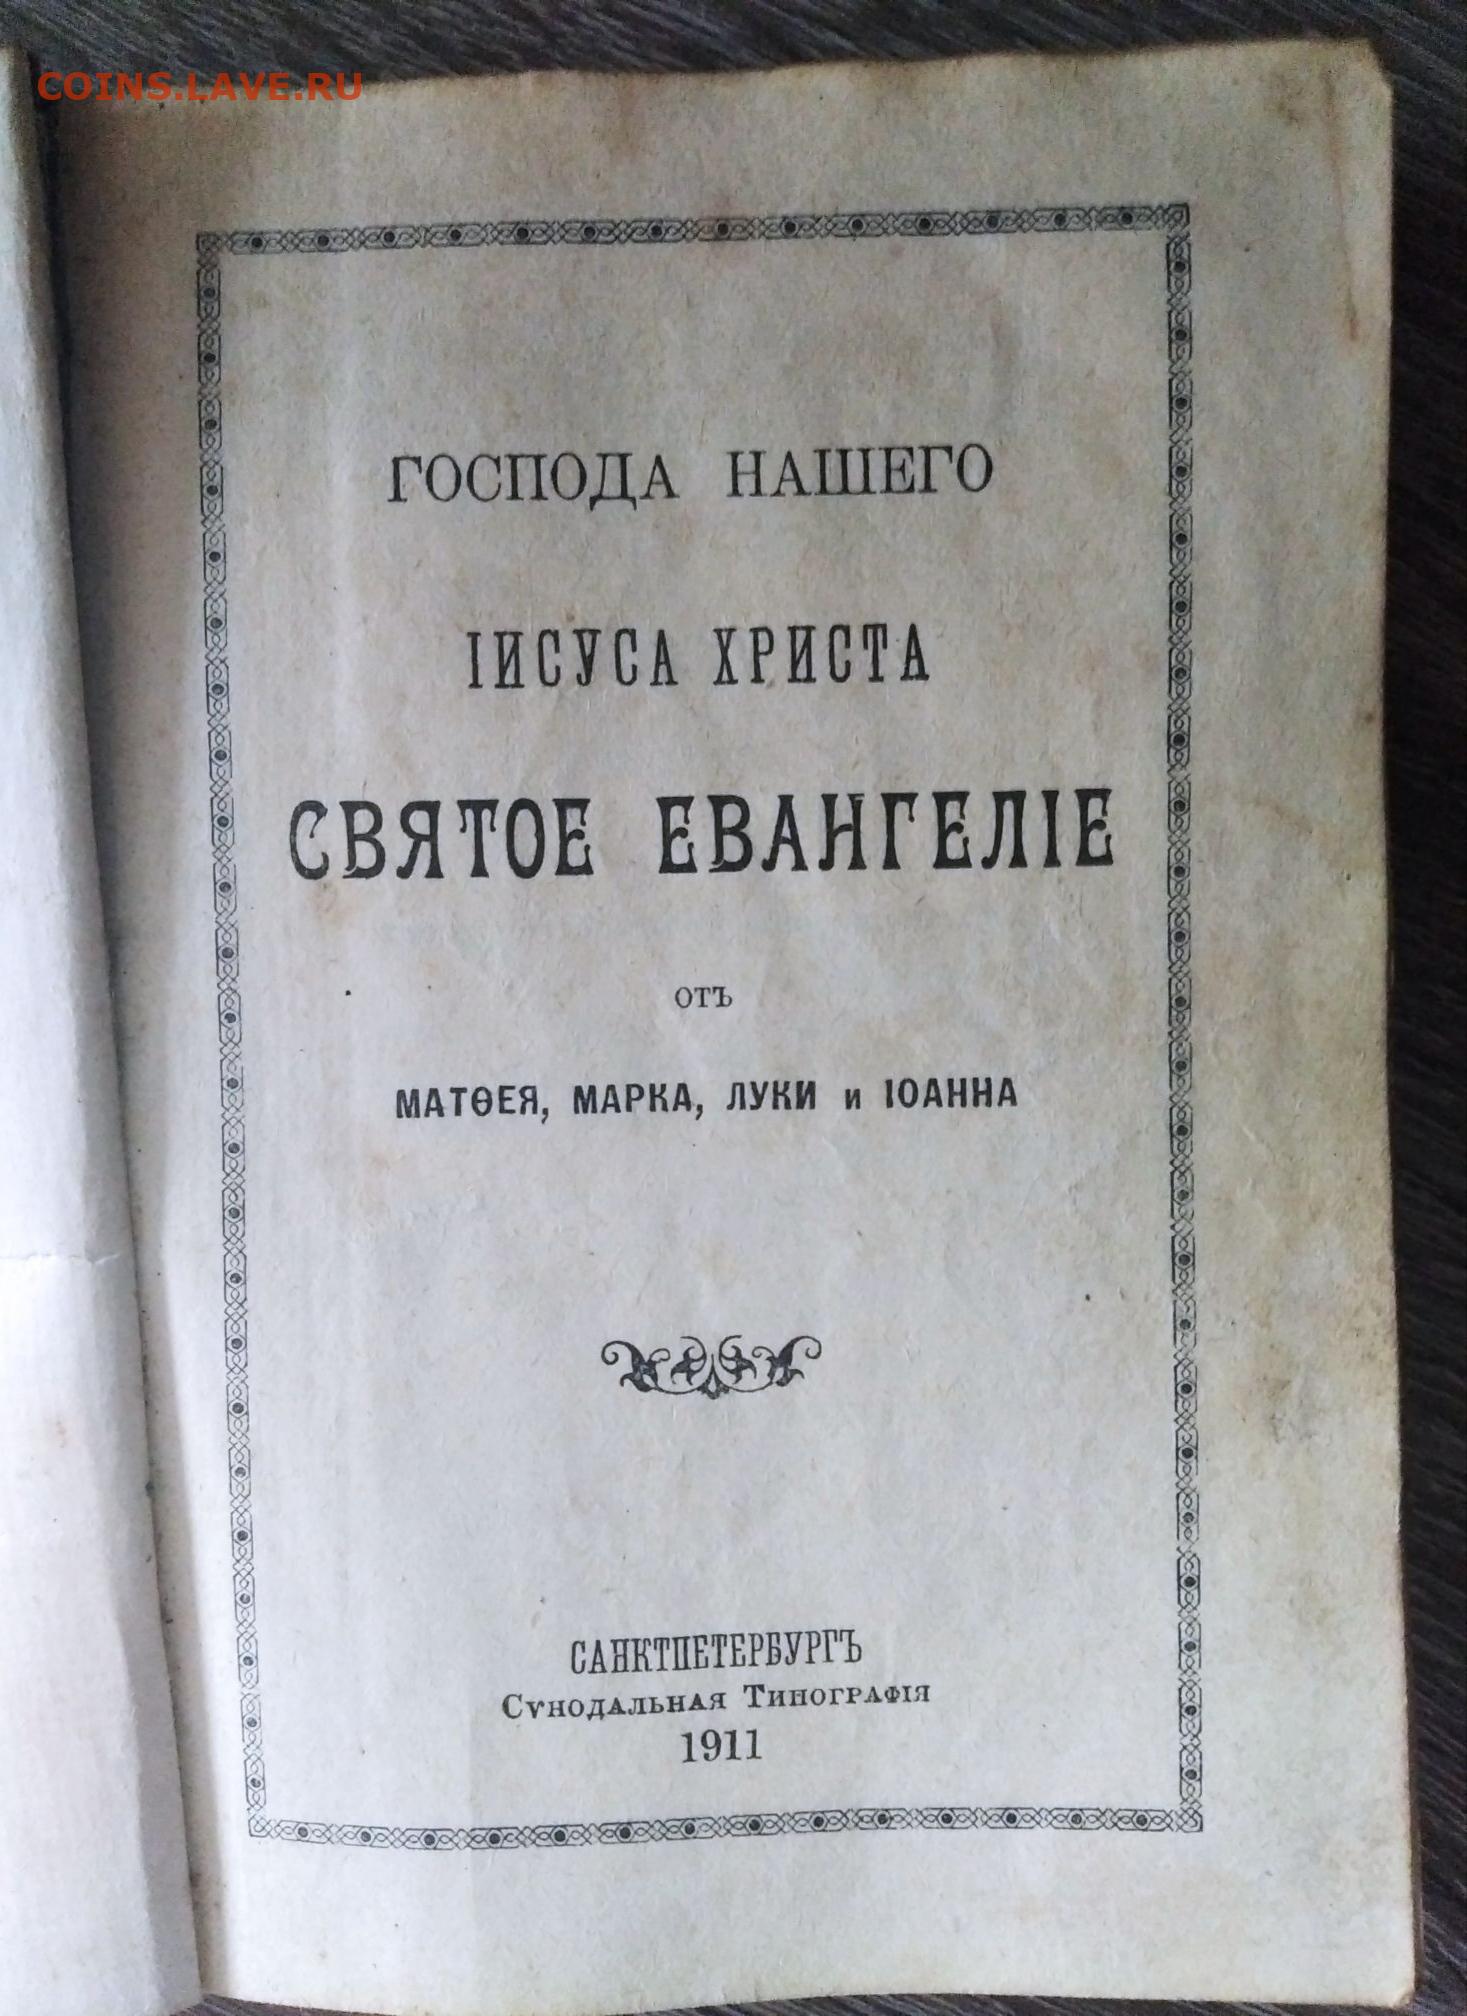 COINS.LAVE.RU
ГОСПОДА НАШЕГО
ІИСУСА ХРИСТА
СВЯТОЕ ЕВАНГЕЛІЕ
отъ
МАТѲЕЯ, МАРКА, ЛУКИ и ІОАННА
САНКТПЕТЕРБУРГЪ
Сѵнодальная Типографія
1911